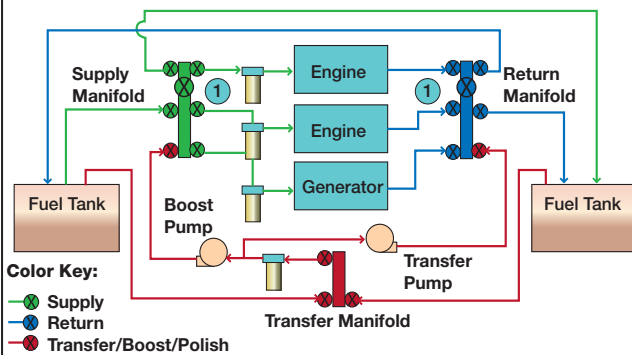 Engine
Supply
Manifold
1
1
Return
Manifold
Engine
Generator
Fuel Tank
Boost
Pump
Fuel Tank
Transfer
Pump
Color Key:
Supply
Return
Transfer/Boost/Polish
Transfer Manifold